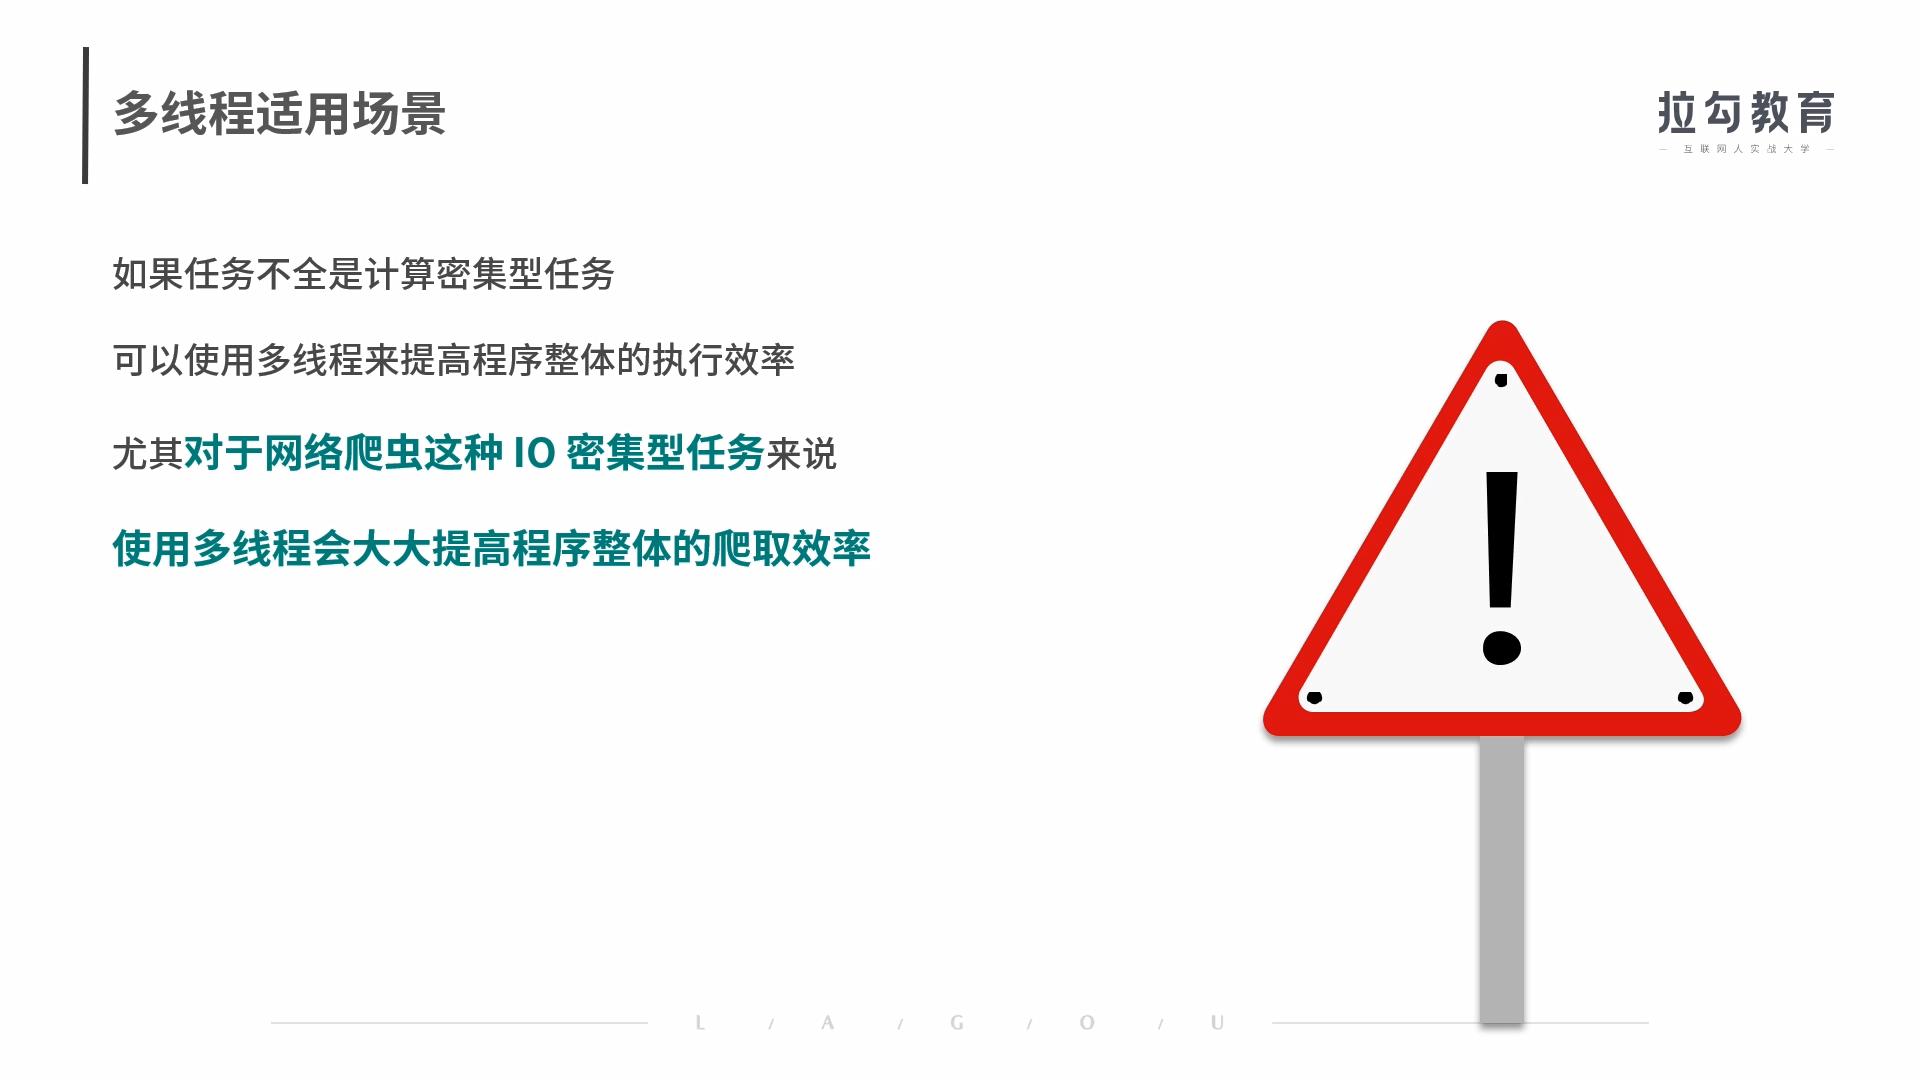 多线程适用场景
拉勾教育
— 互联网人实战大学 —
如果任务不全是计算密集型任务
可以使用多线程来提高程序整体的执行效率
尤其对于网络爬虫这种 IO 密集型任务来说
使用多线程会大大提高程序整体的爬取效率
!
L / A / G / O / U